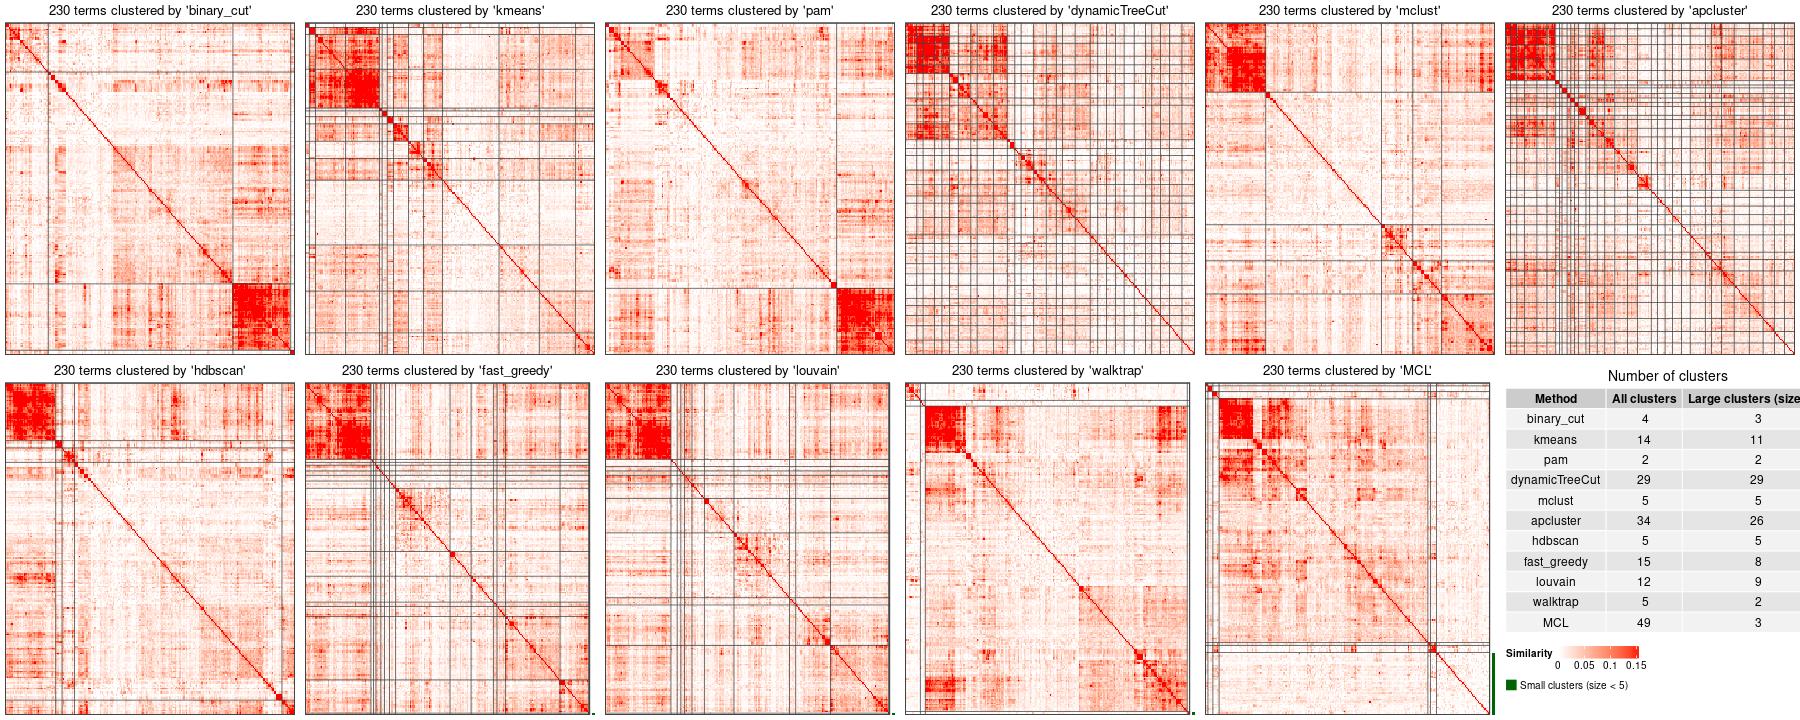 230 terms clustered by 'binary_cut'
230 terms clustered by 'kmeans'
230 terms clustered by 'pam'
230 terms clustered by 'dynamicTreeCut'
230 terms clustered by 'mclust'
230 terms clustered by 'apcluster'
230 terms clustered by 'hdbscan'
230 terms clustered by 'fast_greedy'
230 terms clustered by 'louvain'
230 terms clustered by 'walktrap'
230 terms clustered by 'MCL'
Number of clusters
Method All clusters Large clusters (size
binary_cut 4 3
kmeans 14 11
pam 2 2
dynamicTreeCut 29 29
mclust 5 5
apcluster 34 26
hdbscan 5 5
fast_greedy 15 8
louvain 12 9
walktrap 5 2
MCL 49 3
Similarity
0 0.05 0.1 0.15
Small clusters (size < 5)